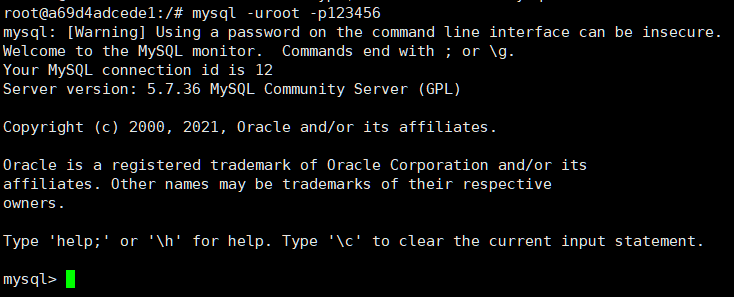 root@a69d4adcede1:/# mysql -uroot -p123456
mysql: [Warning] Using a password on the command line interface can be insecure.
Welcome to the MySQL monitor.  Commands end with ; or \g.
Your MySQL connection id is 12
Server version: 5.7.36 MySQL Community Server (GPL)
Copyright (c) 2000, 2021, Oracle and/or its affiliates.
Oracle is a registered trademark of Oracle Corporation and/or its
affiliates. Other names may be trademarks of their respective
owners.
Type 'help;' or '\h' for help. Type '\c' to clear the current input statement.
mysql>